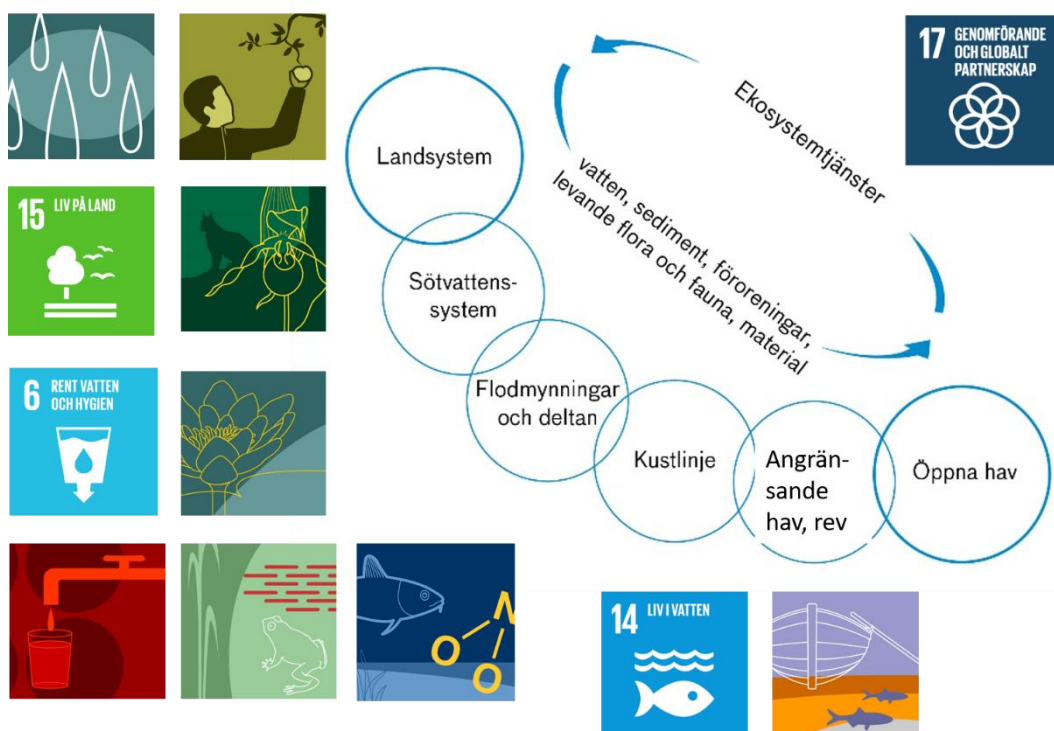 17 GENOMFÖRANDE
OCH GLOBALT
PARTNERSKAP
Ekosystemtjänster
Landsystem
vatten, sediment, föroreningar,
levande flora och fauna, material
15 LIV PÅ LAND
Sötvattens-
system
6 RENT VATTEN
OCH HYGIEN
Flodmynningar
och deltan
Kustlinje
Angrän-
sande
hav, rev
Öppna hav
O N
O
14 LIV I VATTEN